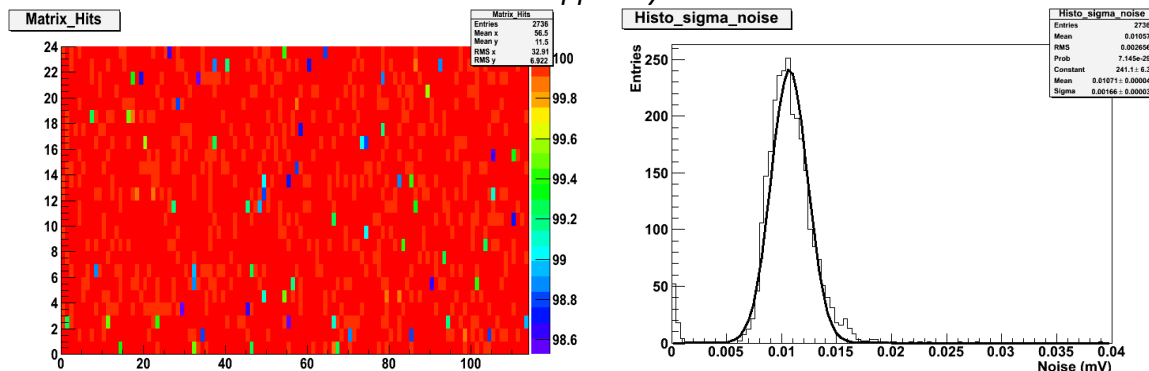 Matrix_Hits
Matrix_Hits
Entries 2736
Mean x 56.5
Mean y 11.5
RMS x 32.91
RMS y 6.922
24
22
20
18
16
14
12
10
8
6
4
2
0
0 20 40 60 80 100
100
99.8
99.6
99.4
99.2
99
98.8
98.6
Histo_sigma_noise
Histo_sigma_noise
Entries 2736
Mean 0.01057
RMS 0.002656
Prob 7.145e-29
Constant 241.1 ± 6.3
Mean 0.01071 ± 0.00004
Sigma 0.00166 ± 0.00003
Entries
250
200
150
100
50
0
0 0.005 0.01 0.015 0.02 0.025 0.03 0.035 0.04
Noise (mV)